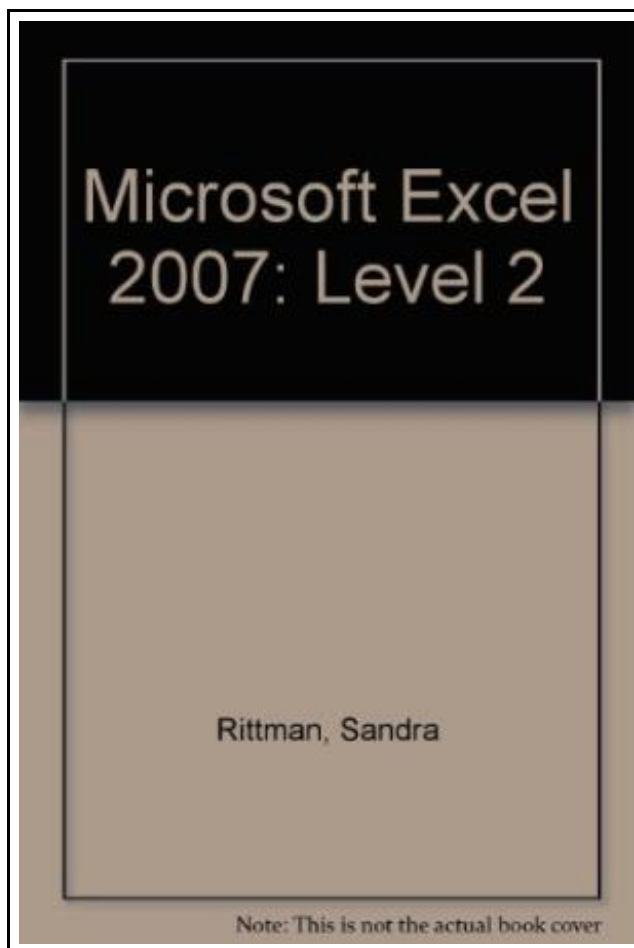 Microsoft Excel
2007: Level 2
Rittman, Sandra
Note: This is not the actual book cover